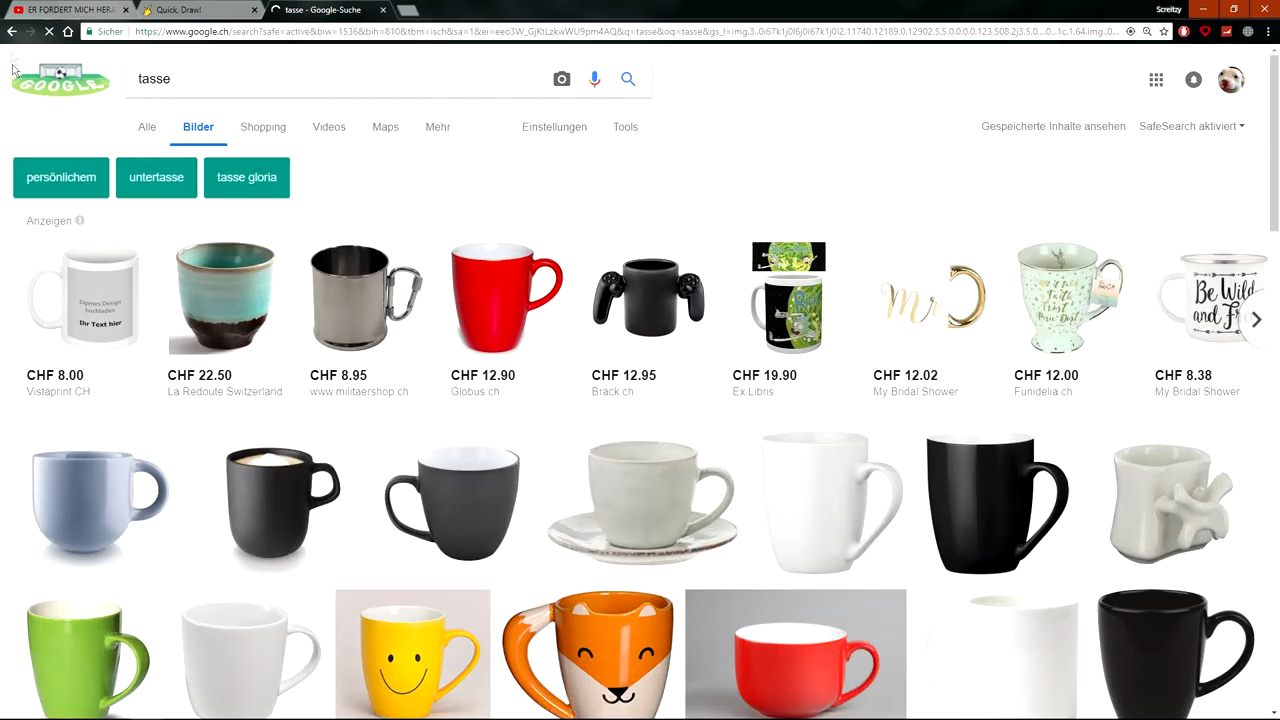 ER FORDERT MICH HERA
Quick, Draw!
tasse - Google-Suche
Screitzy
Sicher
https://www.google.ch/search?safe=active&biw=1536&bih=810&tbm=isch&sa=1&ei=eeo3W_GjKtLzkwWU9pm4AQ&q=tasse&oq=tasse&gs_l=img.3..0i67k1j0l6j0i67k1j0l2.11740.12189.0.12902.5.5.0.0.0.0.123.508.2j3.5.0....0...1c.1.64.img..0...
GOOGLE
tasse
Alle
Bilder
Shopping
Videos
Maps
Mehr
Einstellungen
Tools
Gespeicherte Inhalte ansehen
SafeSearch aktiviert
persönlichem
untertasse
tasse gloria
Anzeigen
Eigenes Design
hochladen
Ihr Text hier
Mr
Faith
Trust
Be Wild
and Fr
CHF 8.00
Vistaprint CH
CHF 22.50
La Redoute Switzerland
CHF 8.95
www.militaershop.ch
CHF 12.90
Globus.ch
CHF 12.95
Brack.ch
CHF 19.90
Ex Libris
CHF 12.02
My Bridal Shower
CHF 12.00
Funidelia.ch
CHF 8.38
My Bridal Shower